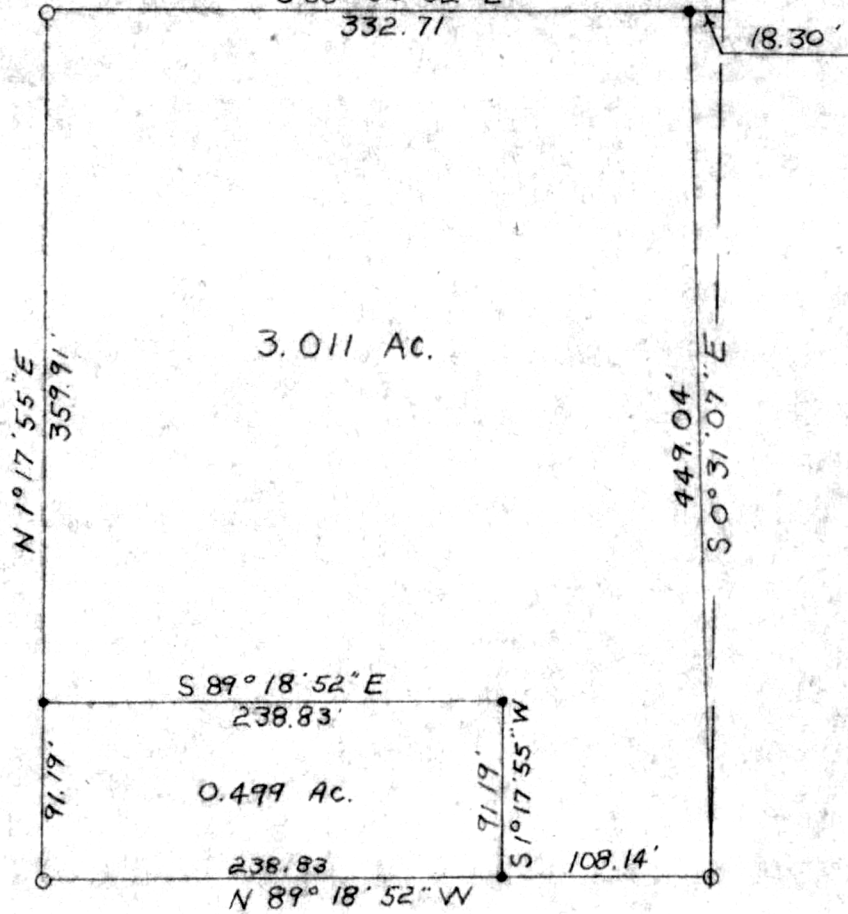 332.71
18.30'
3.011 Ac.
N 1° 17' 55" E
359.91'
449.04'
S 0° 31' 07" E
S 89° 18' 52" E
238.83'
91.19'
0.499 Ac.
91.19'
S 1° 17' 55" W
238.83
108.14'
N 89° 18' 52" W